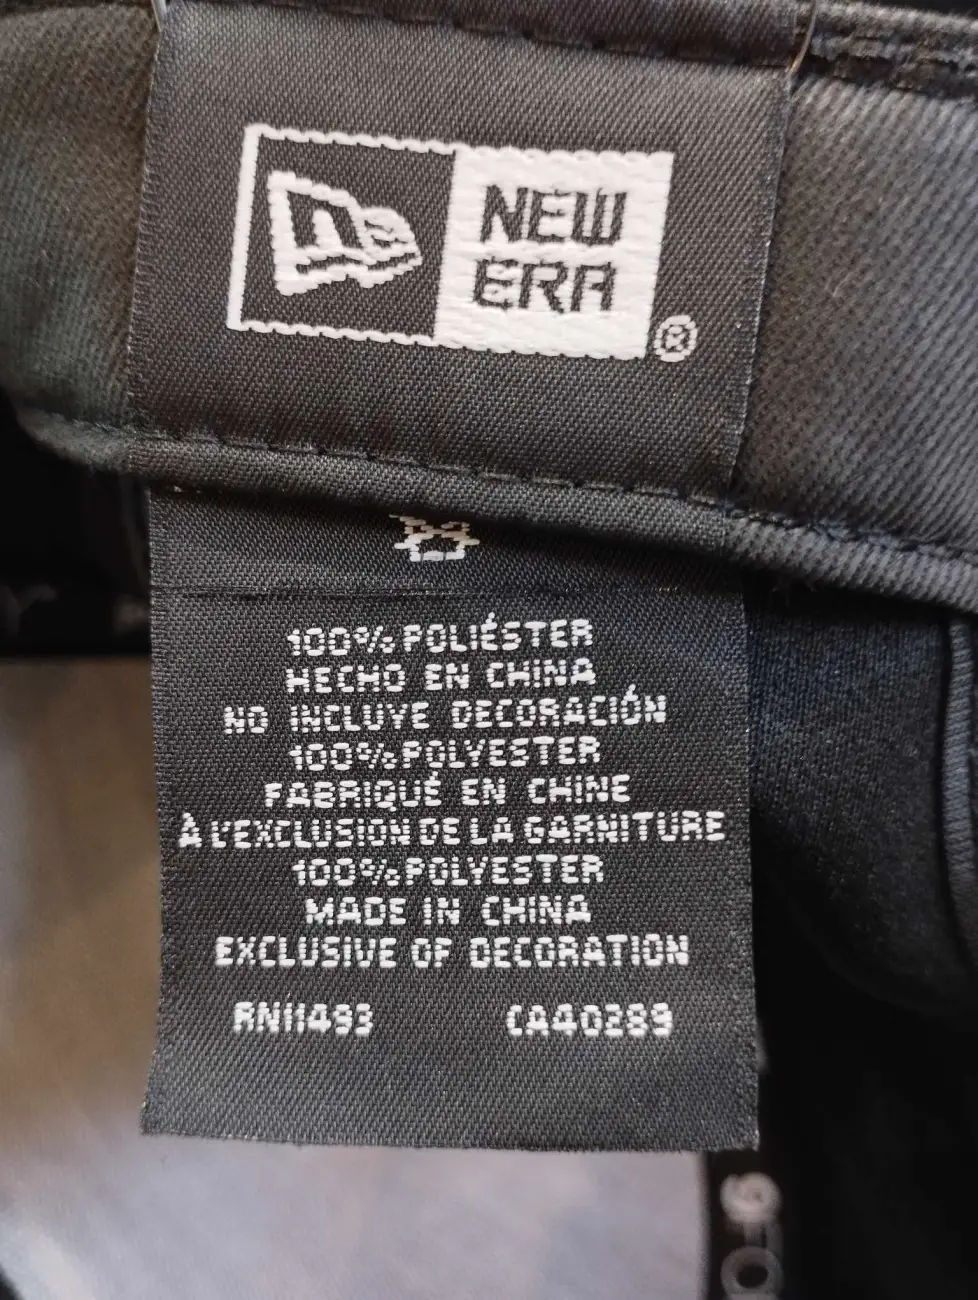 NEW
ERA
®
100% POLIÉSTER
HECHO EN CHINA
NO INCLUYE DECORACIÓN
100% POLYESTER
FABRIQUÉ EN CHINE
À L'EXCLUSION DE LA GARNITURE
100% POLYESTER
MADE IN CHINA
EXCLUSIVE OF DECORATION
RN11493 CA40289
9FO